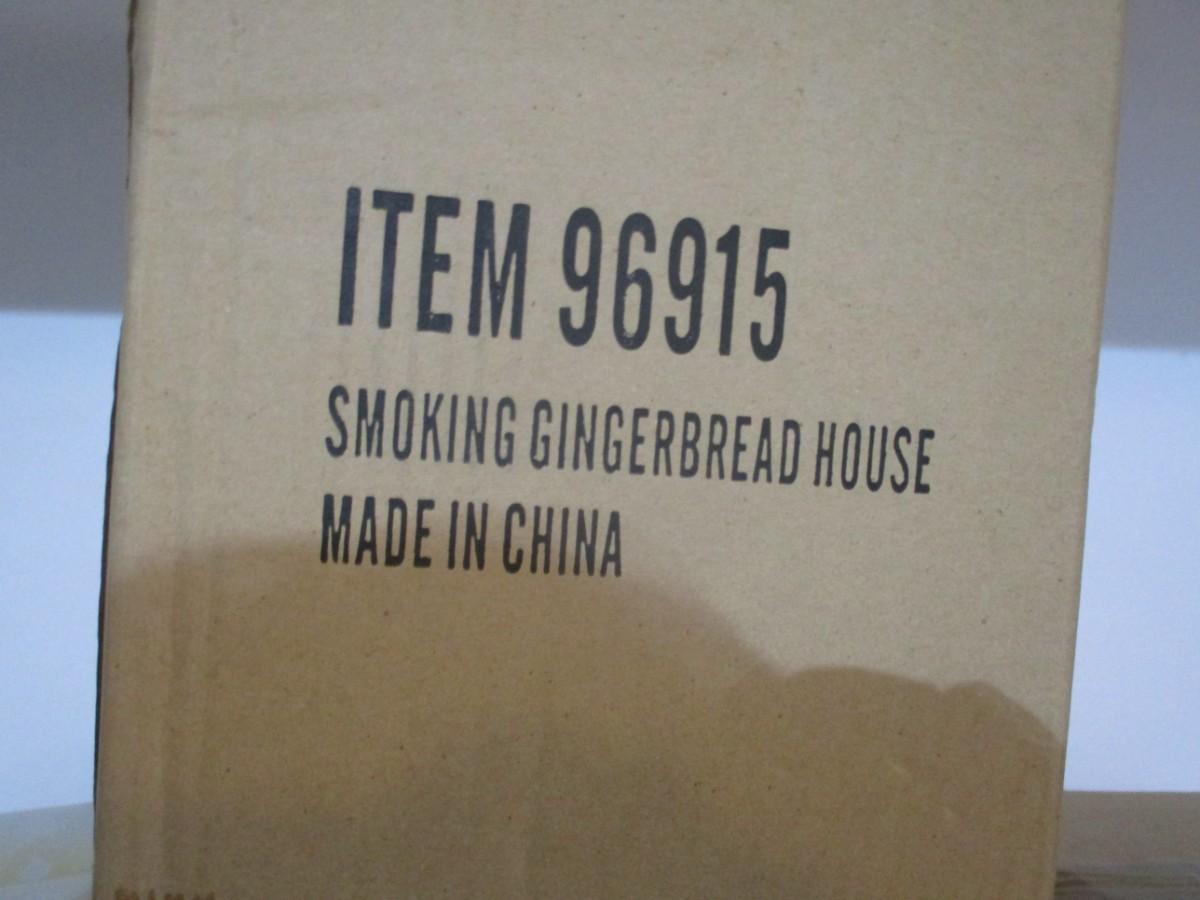 ITEM 96915
SMOKING GINGERBREAD HOUSE
MADE IN CHINA